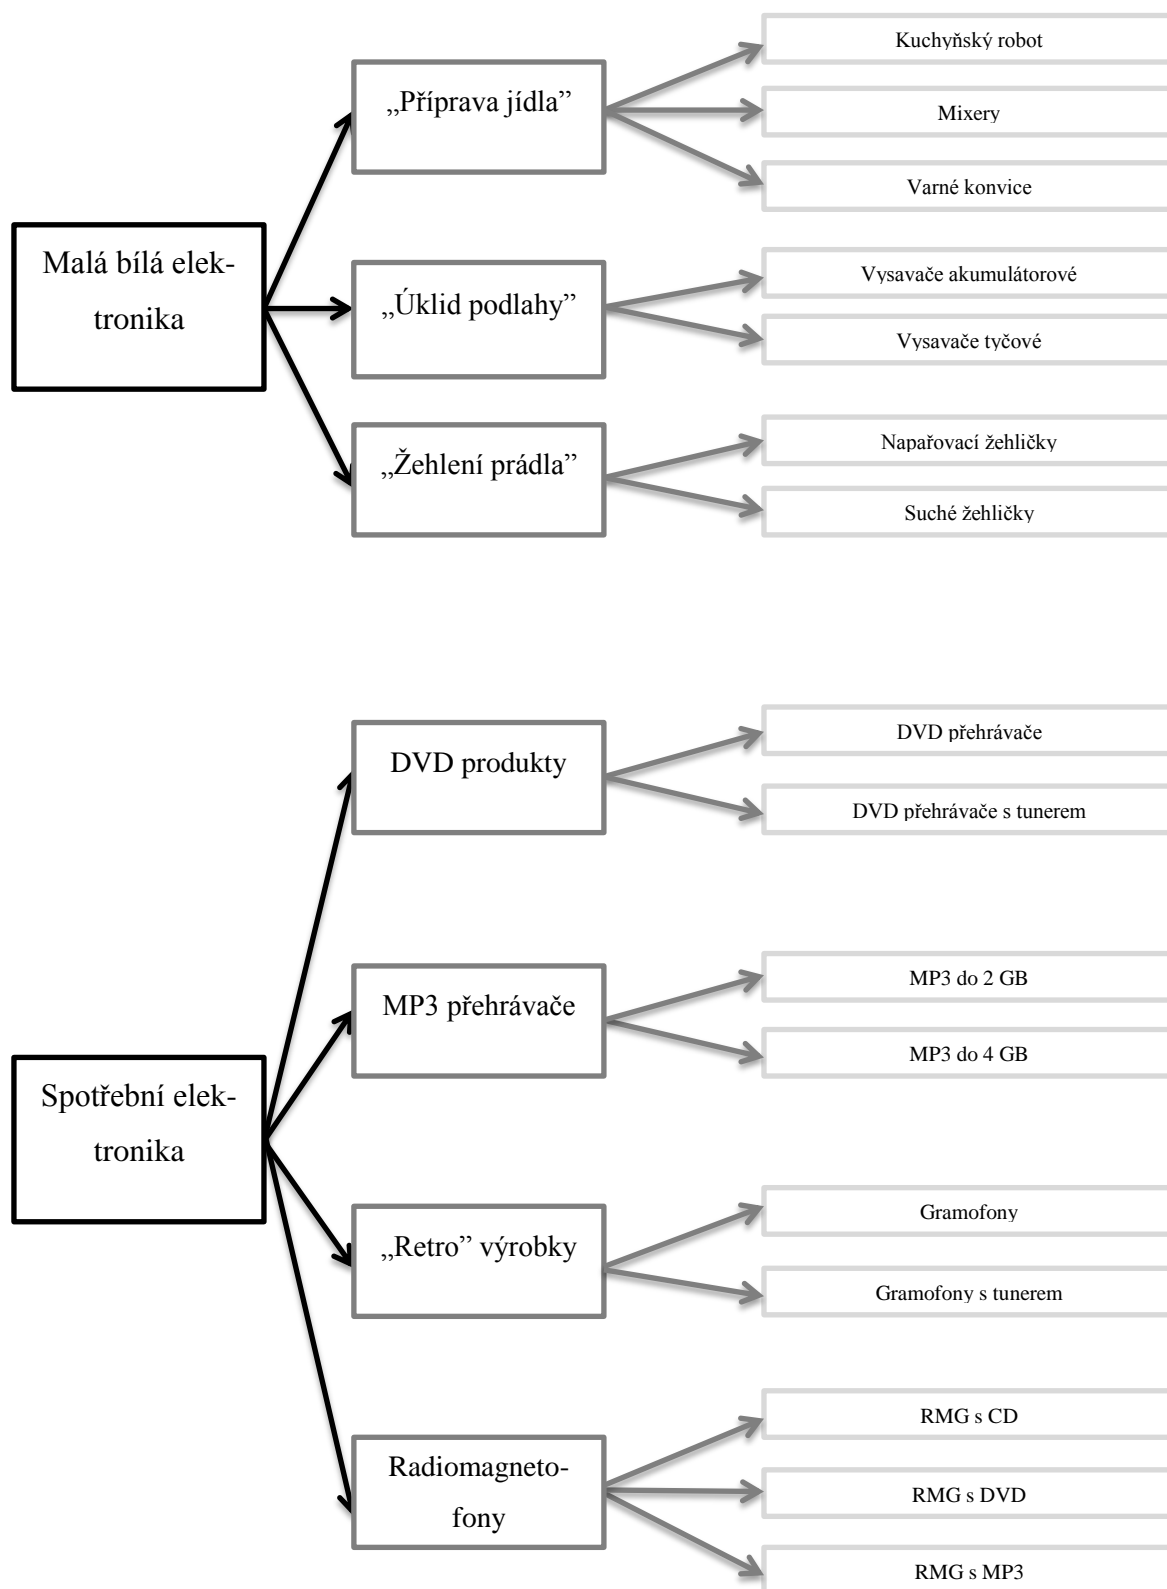 Kuchyňský robot
„Příprava jídla”
Mixery
Varné konvice
Malá bílá elek-
tronika
Vysavače akumulátorové
„Úklid podlahy”
Vysavače tyčové
Napařovací žehličky
„Žehlení prádla”
Suché žehličky
DVD přehrávače
DVD produkty
DVD přehrávače s tunerem
MP3 do 2 GB
MP3 přehrávače
MP3 do 4 GB
Spotřební elek-
tronika
Gramofony
„Retro” výrobky
Gramofony s tunerem
RMG s CD
Radiomagneto-
fony
RMG s DVD
RMG s MP3